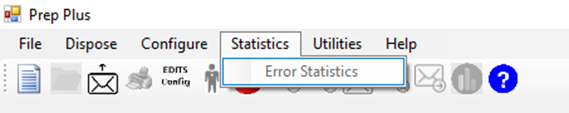 Prep Plus
File Dispose Configure Statistics Utilities Help
Error Statistics
EDITS
Config
?